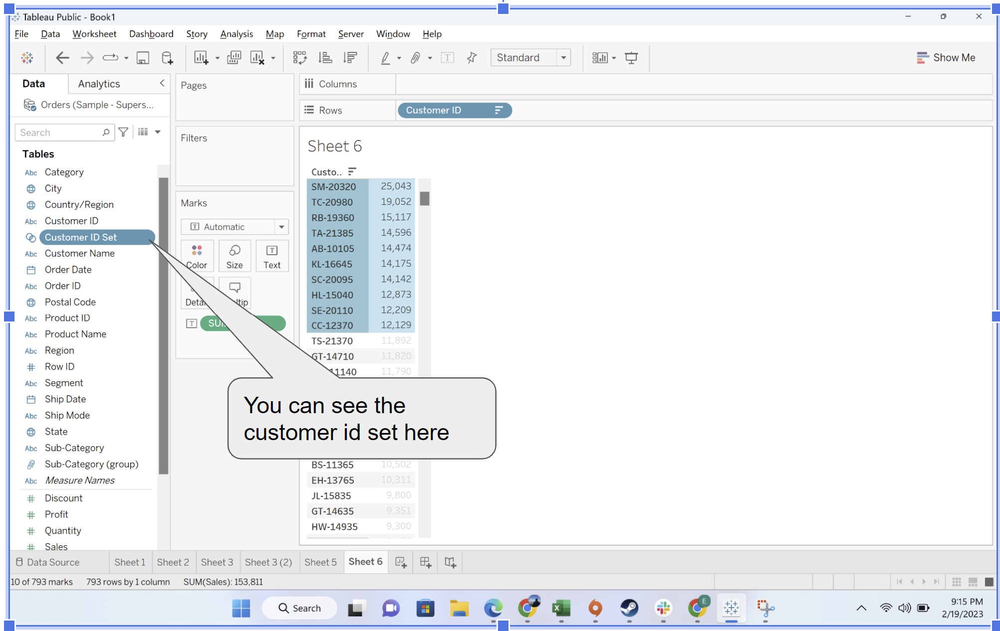 Tableau Public - Book1
File Data Worksheet Dashboard Story Analysis Map Format Server Window Help
Standard
Show Me
Data Analytics
Orders (Sample - Supers...
Search
Tables
Abc Category
City
Country/Region
Abc Customer ID
Customer ID Set
Abc Customer Name
Order Date
Abc Order ID
Postal Code
Abc Product ID
Abc Product Name
Abc Region
# Row ID
Abc Segment
Ship Date
Abc Ship Mode
State
Abc Sub-Category
Sub-Category (group)
Abc Measure Names
# Discount
# Profit
# Quantity
# Sales
Pages
Filters
Marks
T Automatic
Color Size T Text
T
Columns
Rows Customer ID
Sheet 6
Custo..
SM-20320 25,043
TC-20980 19,052
RB-19360 15,117
TA-21385 14,596
AB-10105 14,474
KL-16645 14,175
SC-20095 14,142
HL-15040 12,873
SE-20110 12,209
CC-12370 12,129
TS-21370 11,892
GT-14710 11,820
11140 11,790
You can see the
customer id set here
BS-11365 10,502
EH-13765 10,311
JL-15835 9,800
GT-14635 9,351
HW-14935 9,300
Data Source Sheet 1 Sheet 2 Sheet 3 Sheet 3 (2) Sheet 5 Sheet 6
10 of 793 marks 793 rows by 1 column SUM(Sales): 153,811
Search
E
9:15 PM
2/19/2023